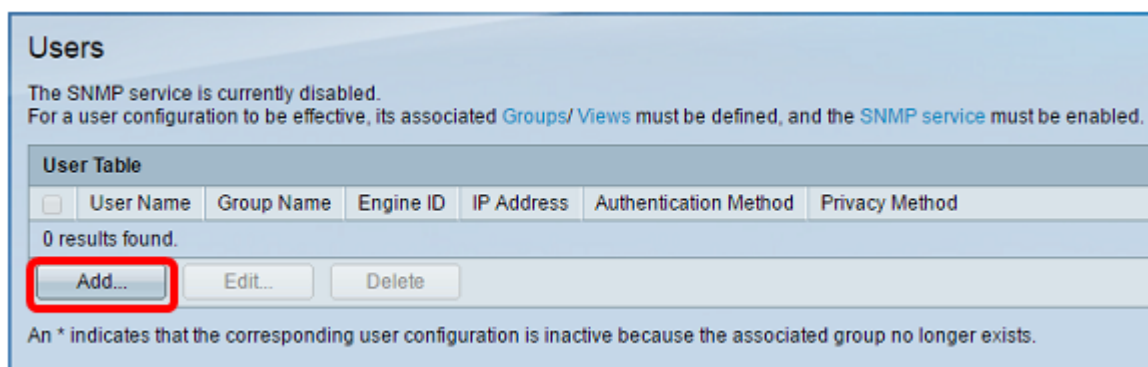 Users
The SNMP service is currently disabled.
For a user configuration to be effective, its associated Groups/ Views must be defined, and the SNMP service must be enabled.
User Table
User Name Group Name Engine ID IP Address Authentication Method Privacy Method
0 results found.
Add... Edit... Delete
An * indicates that the corresponding user configuration is inactive because the associated group no longer exists.